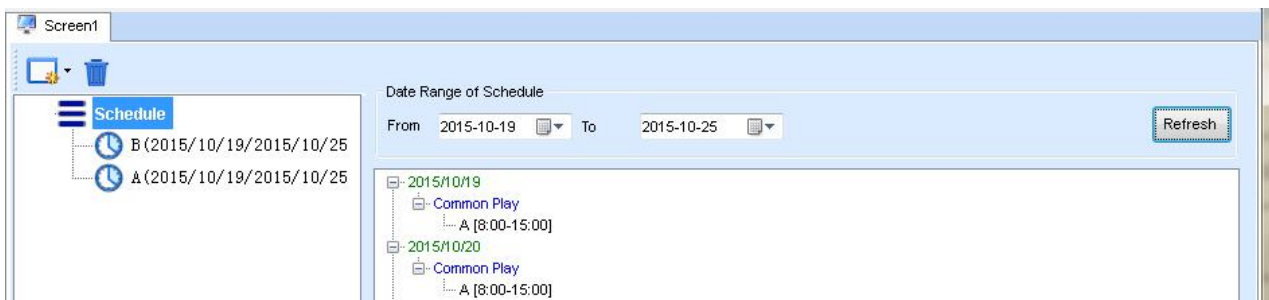 Screen1
Schedule
B(2015/10/19/2015/10/25
A(2015/10/19/2015/10/25
Date Range of Schedule
From 2015-10-19 To 2015-10-25 Refresh
2015/10/19
Common Play
A [8:00-15:00]
2015/10/20
Common Play
A [8:00-15:00]